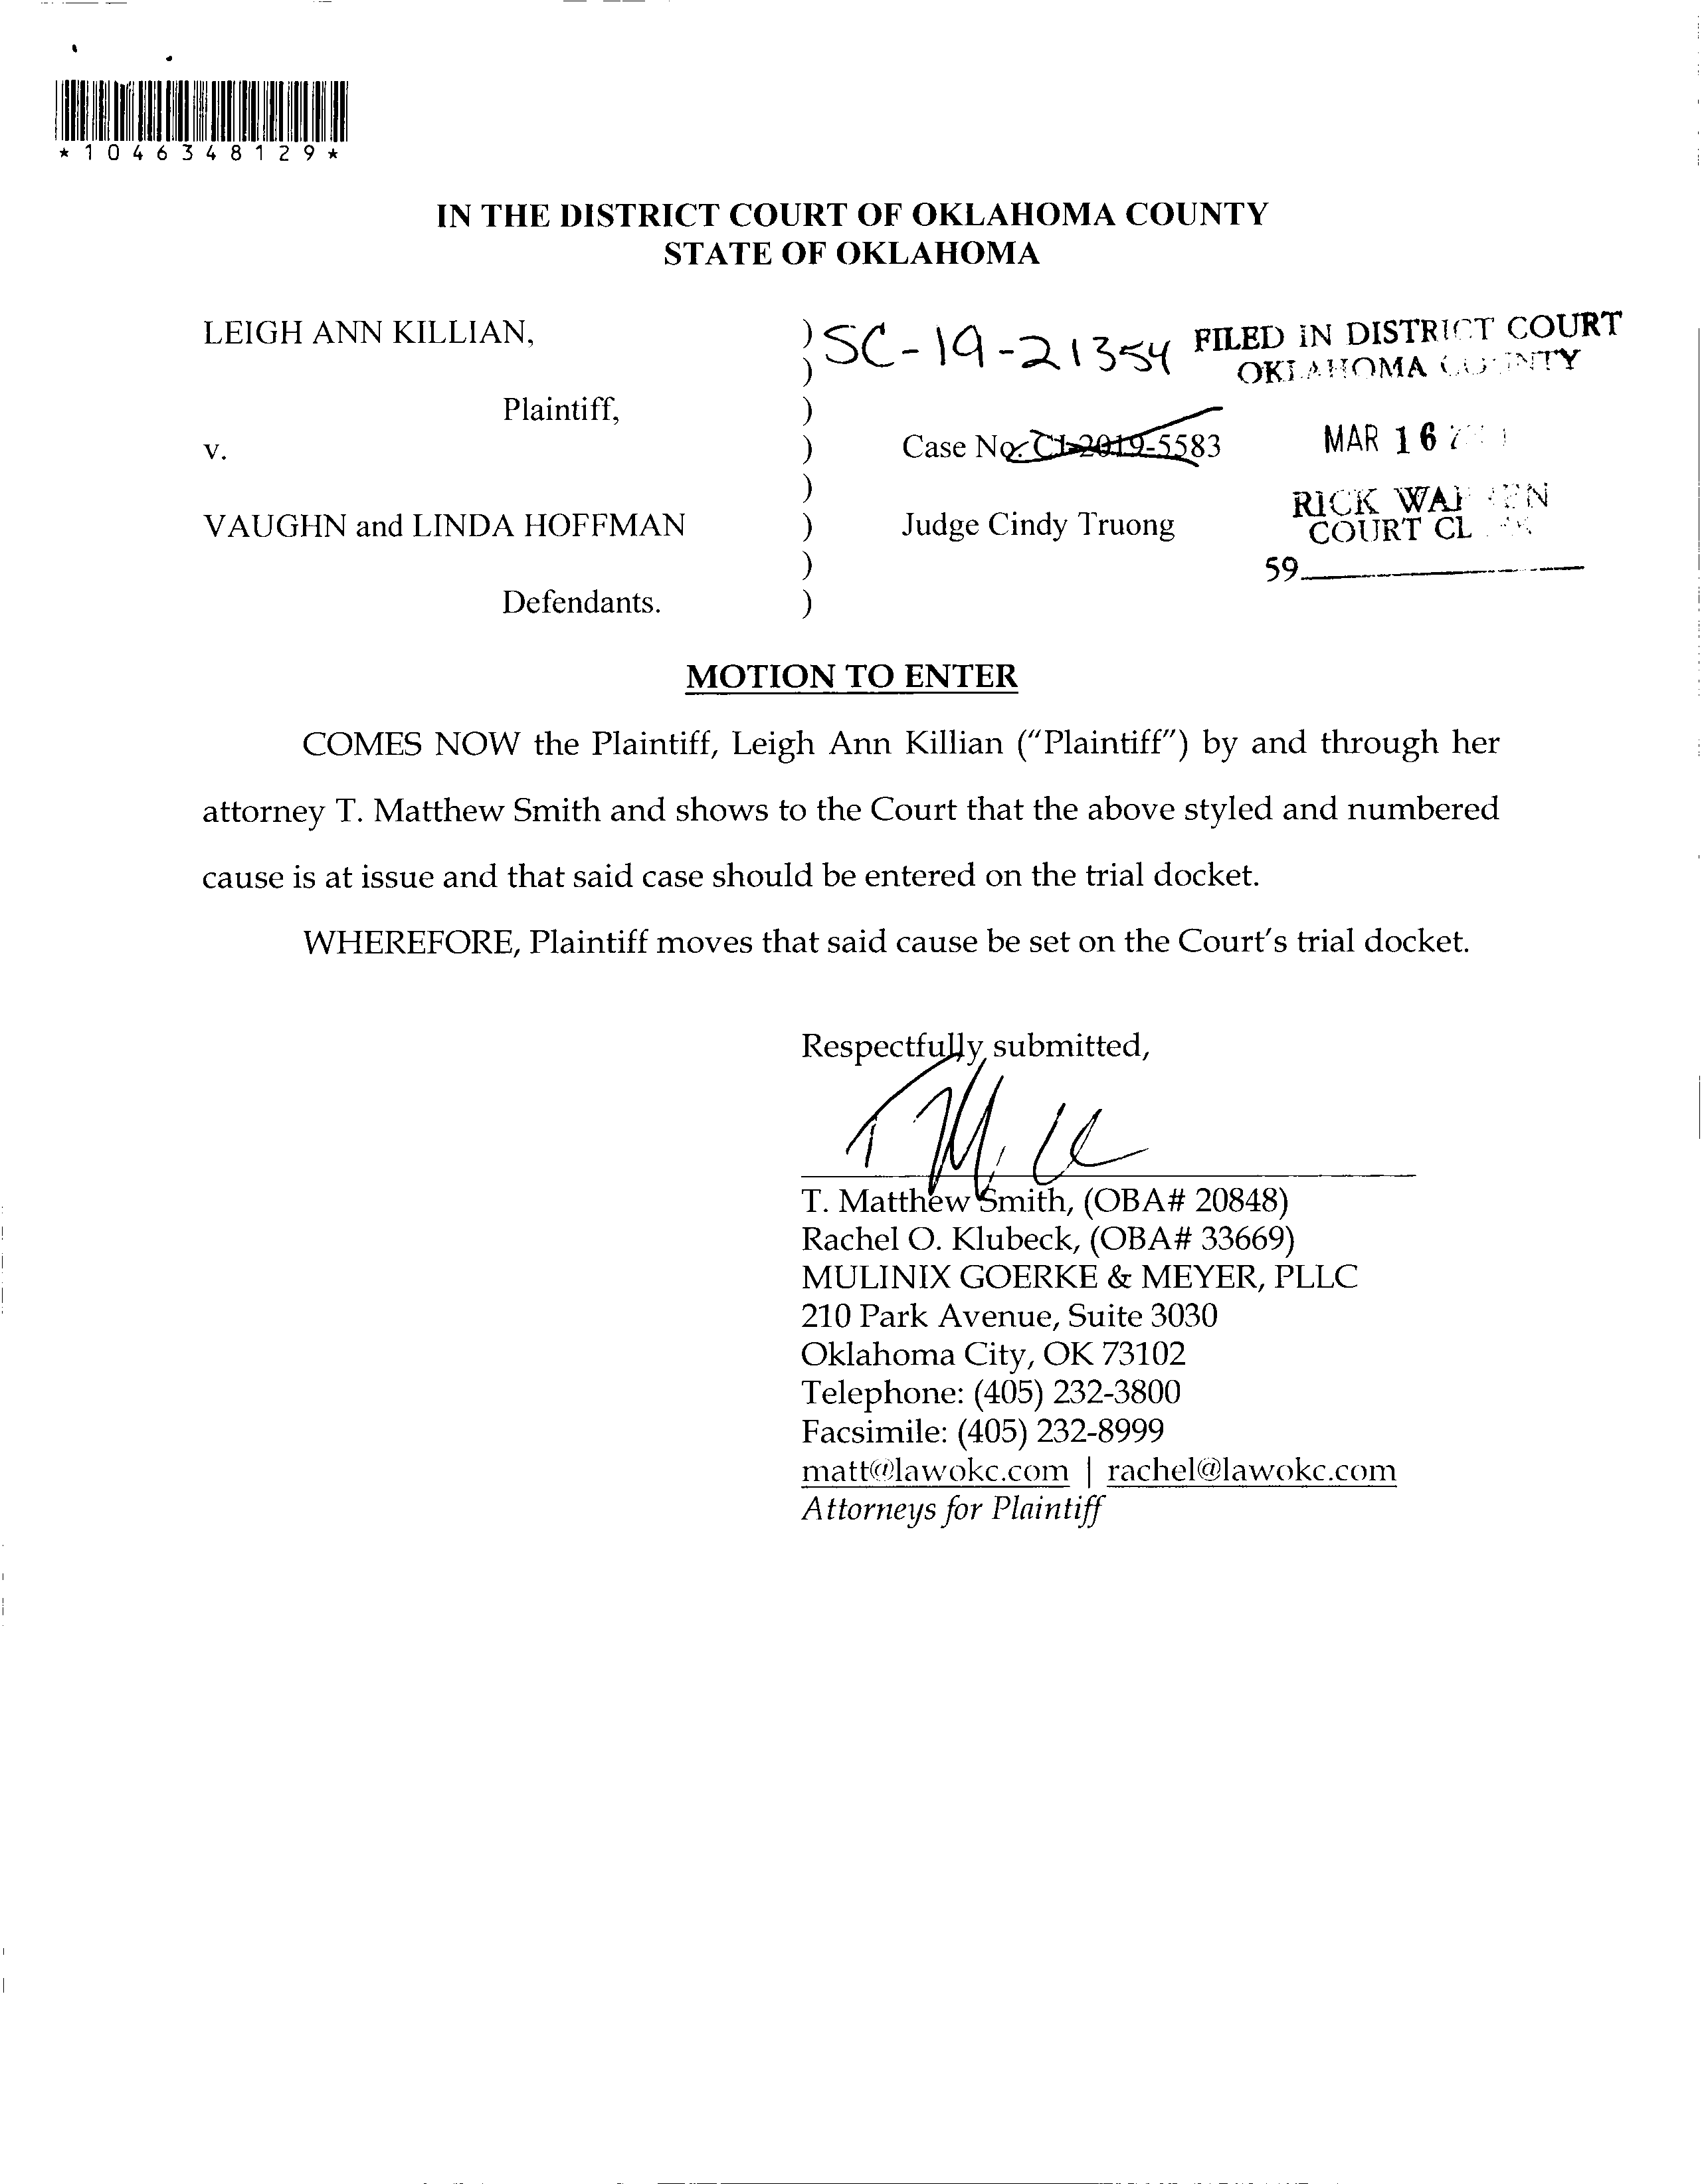 *1046348129*
IN THE DISTRICT COURT OF OKLAHOMA COUNTY
STATE OF OKLAHOMA
LEIGH ANN KILLIAN,
Plaintiff,
v.
VAUGHN and LINDA HOFFMAN
Defendants.
)
)
)
)
)
)
)
)
SC-19-21354
Case No. CJ-2019-5583
Judge Cindy Truong
FILED IN DISTRICT COURT
OKLAHOMA COUNTY
MAR 16
RICK WARREN
COURT CLERK
59
MOTION TO ENTER
COMES NOW the Plaintiff, Leigh Ann Killian ("Plaintiff") by and through her
attorney T. Matthew Smith and shows to the Court that the above styled and numbered
cause is at issue and that said case should be entered on the trial docket.
WHEREFORE, Plaintiff moves that said cause be set on the Court's trial docket.
Respectfully submitted,
T. Matthew Smith, (OBA# 20848)
Rachel O. Klubeck, (OBA# 33669)
MULINIX GOERKE & MEYER, PLLC
210 Park Avenue, Suite 3030
Oklahoma City, OK 73102
Telephone: (405) 232-3800
Facsimile: (405) 232-8999
matt@lawokc.com | rachel@lawokc.com
Attorneys for Plaintiff